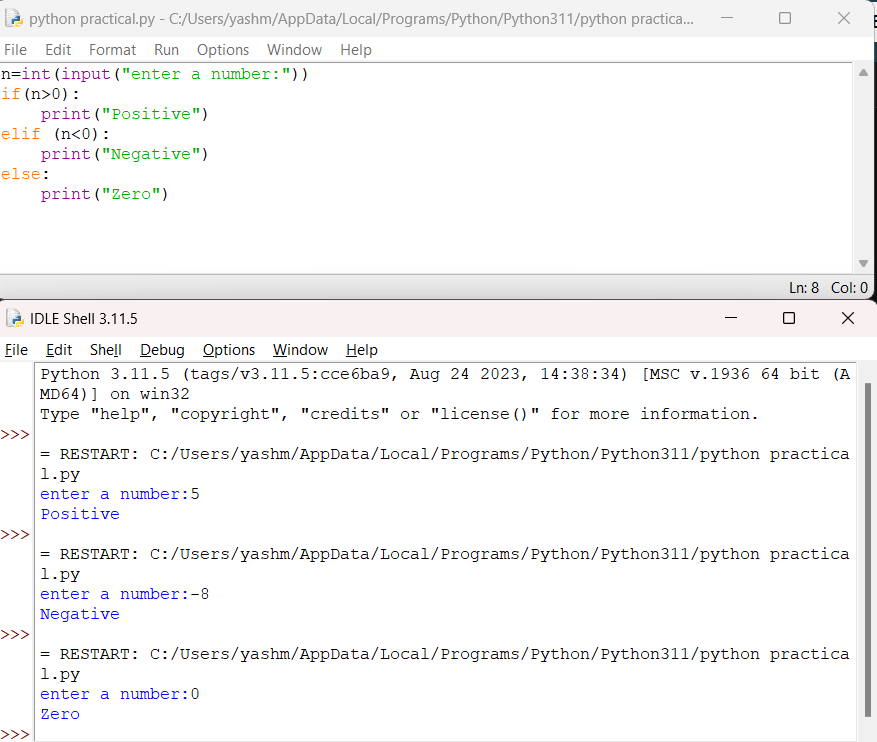 python practical.py - C:/Users/yashm/AppData/Local/Programs/Python/Python311/python practica...
File Edit Format Run Options Window Help
n=int(input("enter a number:"))
if(n>0):
    print("Positive")
elif (n<0):
    print("Negative")
else:
    print("Zero")
Ln: 8 Col: 0
IDLE Shell 3.11.5
File Edit Shell Debug Options Window Help
Python 3.11.5 (tags/v3.11.5:cce6ba9, Aug 24 2023, 14:38:34) [MSC v.1936 64 bit (A
MD64)] on win32
Type "help", "copyright", "credits" or "license()" for more information.
>>>
= RESTART: C:/Users/yashm/AppData/Local/Programs/Python/Python311/python practica
l.py
enter a number:5
Positive
>>>
= RESTART: C:/Users/yashm/AppData/Local/Programs/Python/Python311/python practica
l.py
enter a number:-8
Negative
>>>
= RESTART: C:/Users/yashm/AppData/Local/Programs/Python/Python311/python practica
l.py
enter a number:0
Zero
>>>